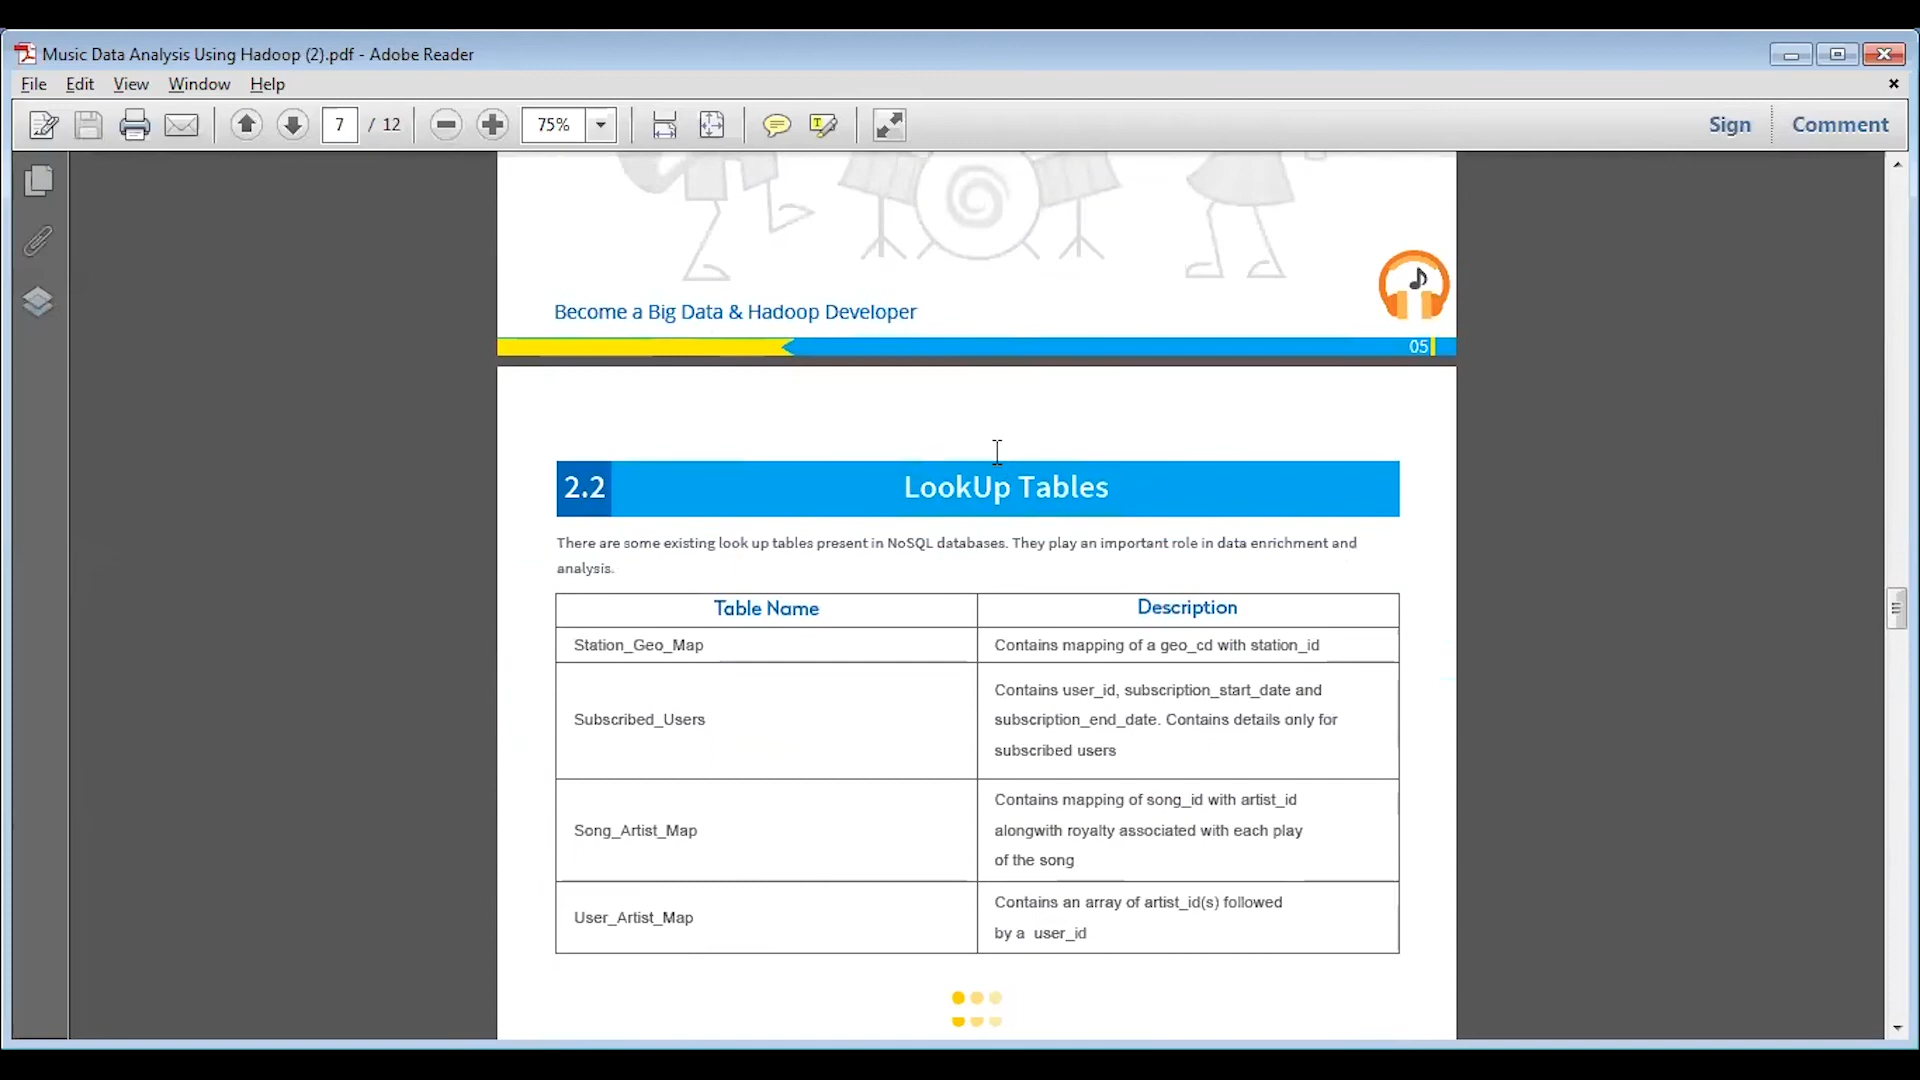 Music Data Analysis Using Hadoop (2).pdf - Adobe Reader
File Edit View Window Help
7 / 12 75% Sign Comment
Become a Big Data & Hadoop Developer
05
2.2 LookUp Tables
There are some existing look up tables present in NoSQL databases. They play an important role in data enrichment and
analysis.
Table Name Description
Station_Geo_Map Contains mapping of a geo_cd with station_id
Subscribed_Users
Contains user_id, subscription_start_date and
subscription_end_date. Contains details only for
subscribed users
Song_Artist_Map
Contains mapping of song_id with artist_id
alongwith royalty associated with each play
of the song
User_Artist_Map
Contains an array of artist_id(s) followed
by a user_id